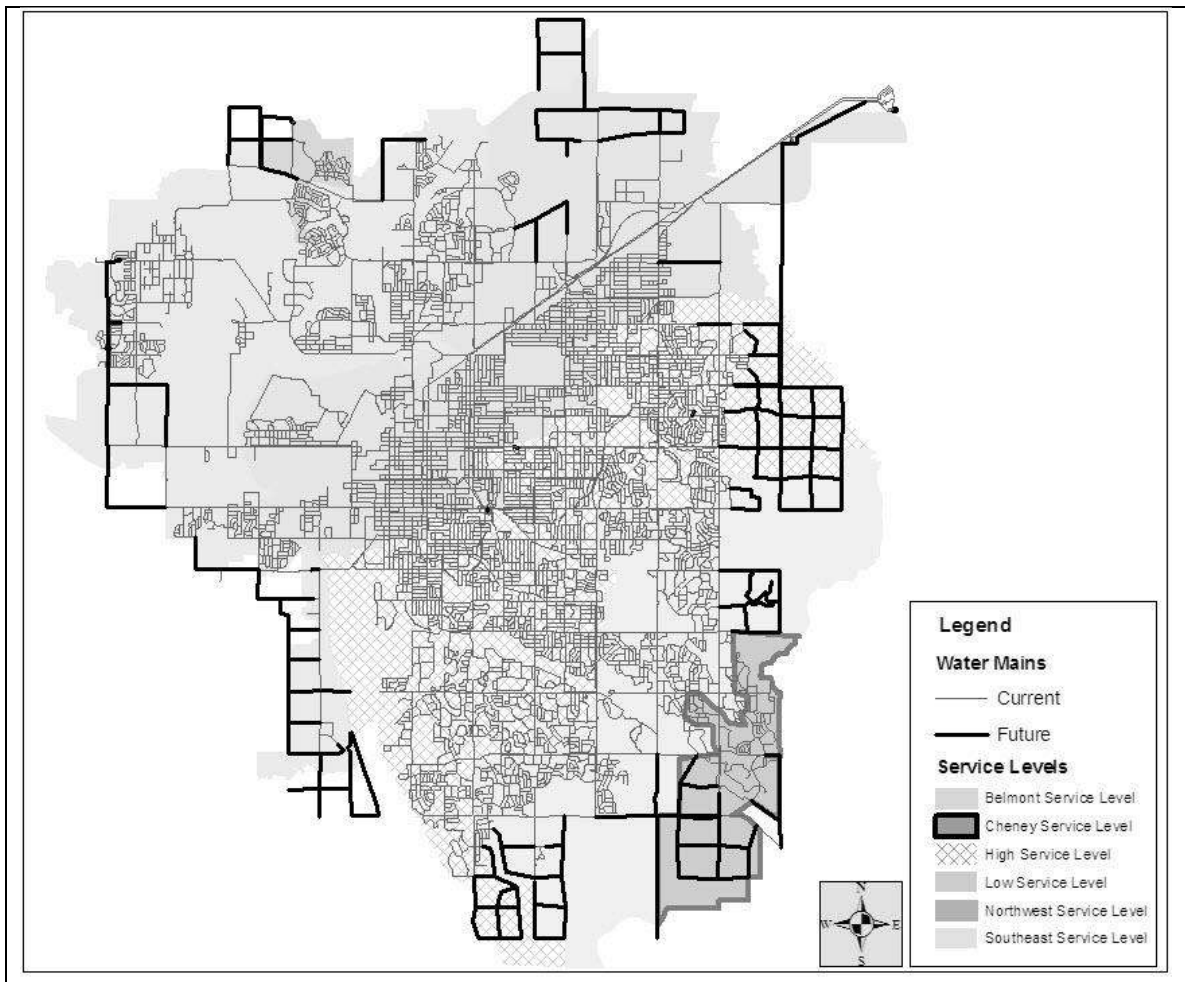 Legend
Water Mains
Current
Future
Service Levels
Belmont Service Level
Cheney Service Level
High Service Level
Low Service Level
Northwest Service Level
Southeast Service Level
N
W E
S